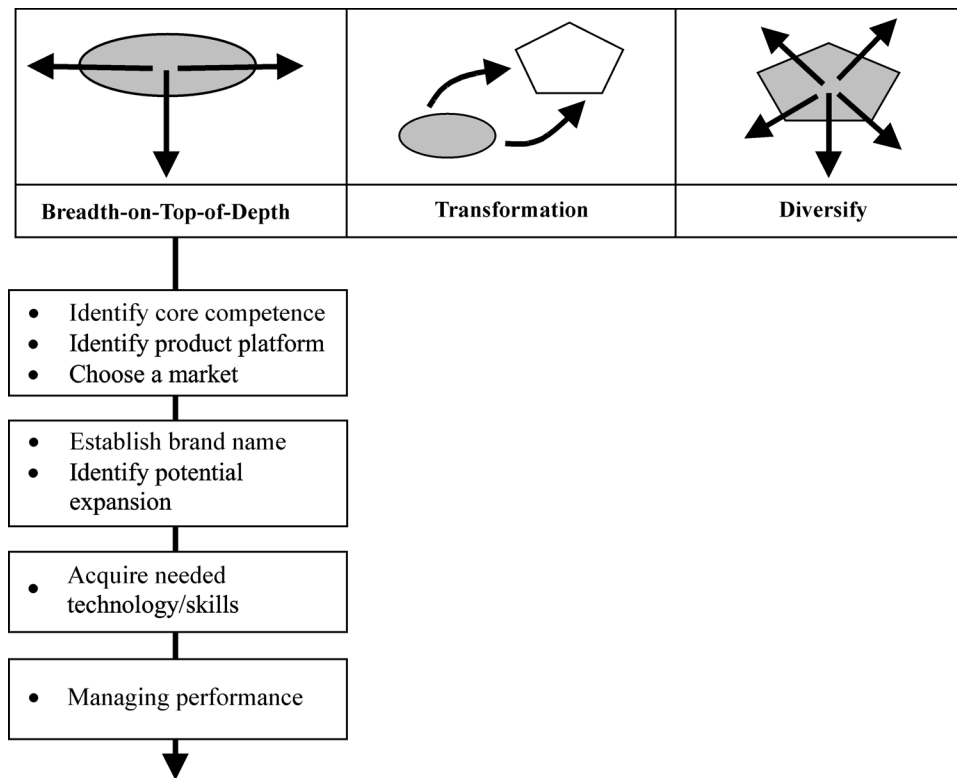 Breadth-on-Top-of-Depth
Transformation
Diversify
• Identify core competence
• Identify product platform
• Choose a market
• Establish brand name
• Identify potential
expansion
• Acquire needed
technology/skills
• Managing performance